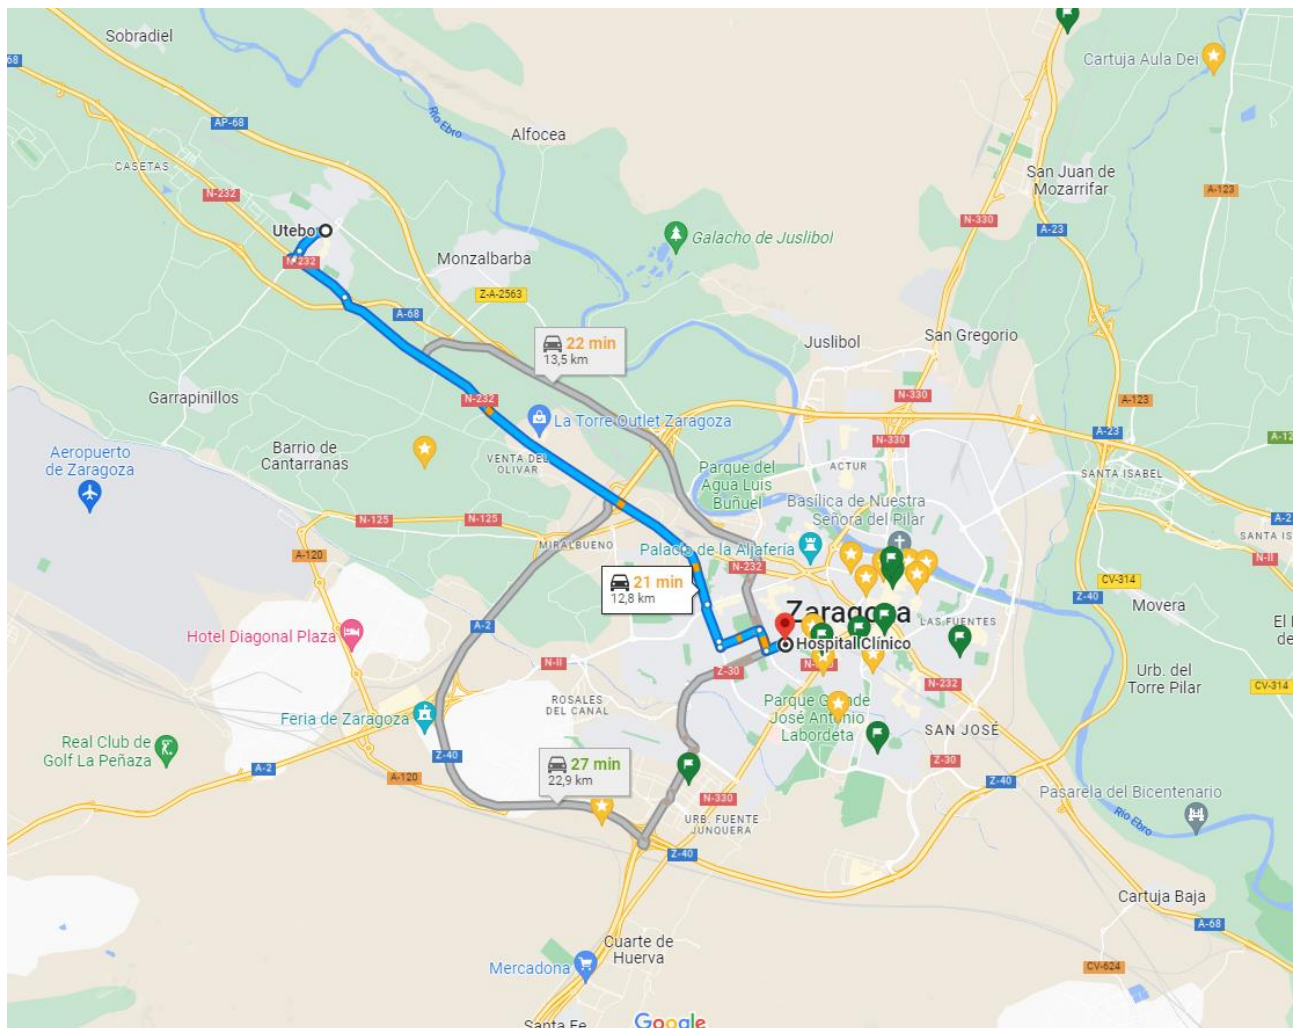 Sobradiel
Cartuja Aula Dei
68
AP-68
Río Ebro
Alfocea
CASETAS
San Juan de
Mozarrifar
N-232
A-123
N-330
A-23
Utebo
Galacho de Juslibol
N-232
Monzalbarba
Z-A-2563
A-68
22 min
13,5 km
Juslibol
San Gregorio
Garrapinillos
N-232
N-330
A-123
La Torre Outlet Zaragoza
A-23
N-330
Aeropuerto
de Zaragoza
Barrio de
Cantarranas
VENTA DEL
OLIVAR
Parque del
Agua Luis
Buñuel
ACTUR
SANTA ISABEL
Basílica de Nuestra
Señora del Pilar
N-125
N-125
A-2
MIRALBUENO
Palacio de la Aljafería
SANTA IS
A-120
N-232
N-II
21 min
12,8 km
CV-314
Z-40
Movera
Zaragoza
LAS FUENTES
A-2
Hotel Diagonal Plaza
Hospital Clínico
El
de
N-II
Z-30
N-232
Urb. del
Torre Pilar
CV-314
ROSALES
DEL CANAL
Parque Grande
José Antonio
Labordeta
Feria de Zaragoza
SAN JOSÉ
Real Club de
Golf La Peñaza
Z-40
A-2
A-120
27 min
22,9 km
Z-30
Z-40
N-330
Pasarela del Bicentenario
URB. FUENTE
JUNQUERA
Río Ebro
Z-40
Cartuja Baja
A-68
Cuarte de
Huerva
Mercadona
CV-624
Santa Fe
Google